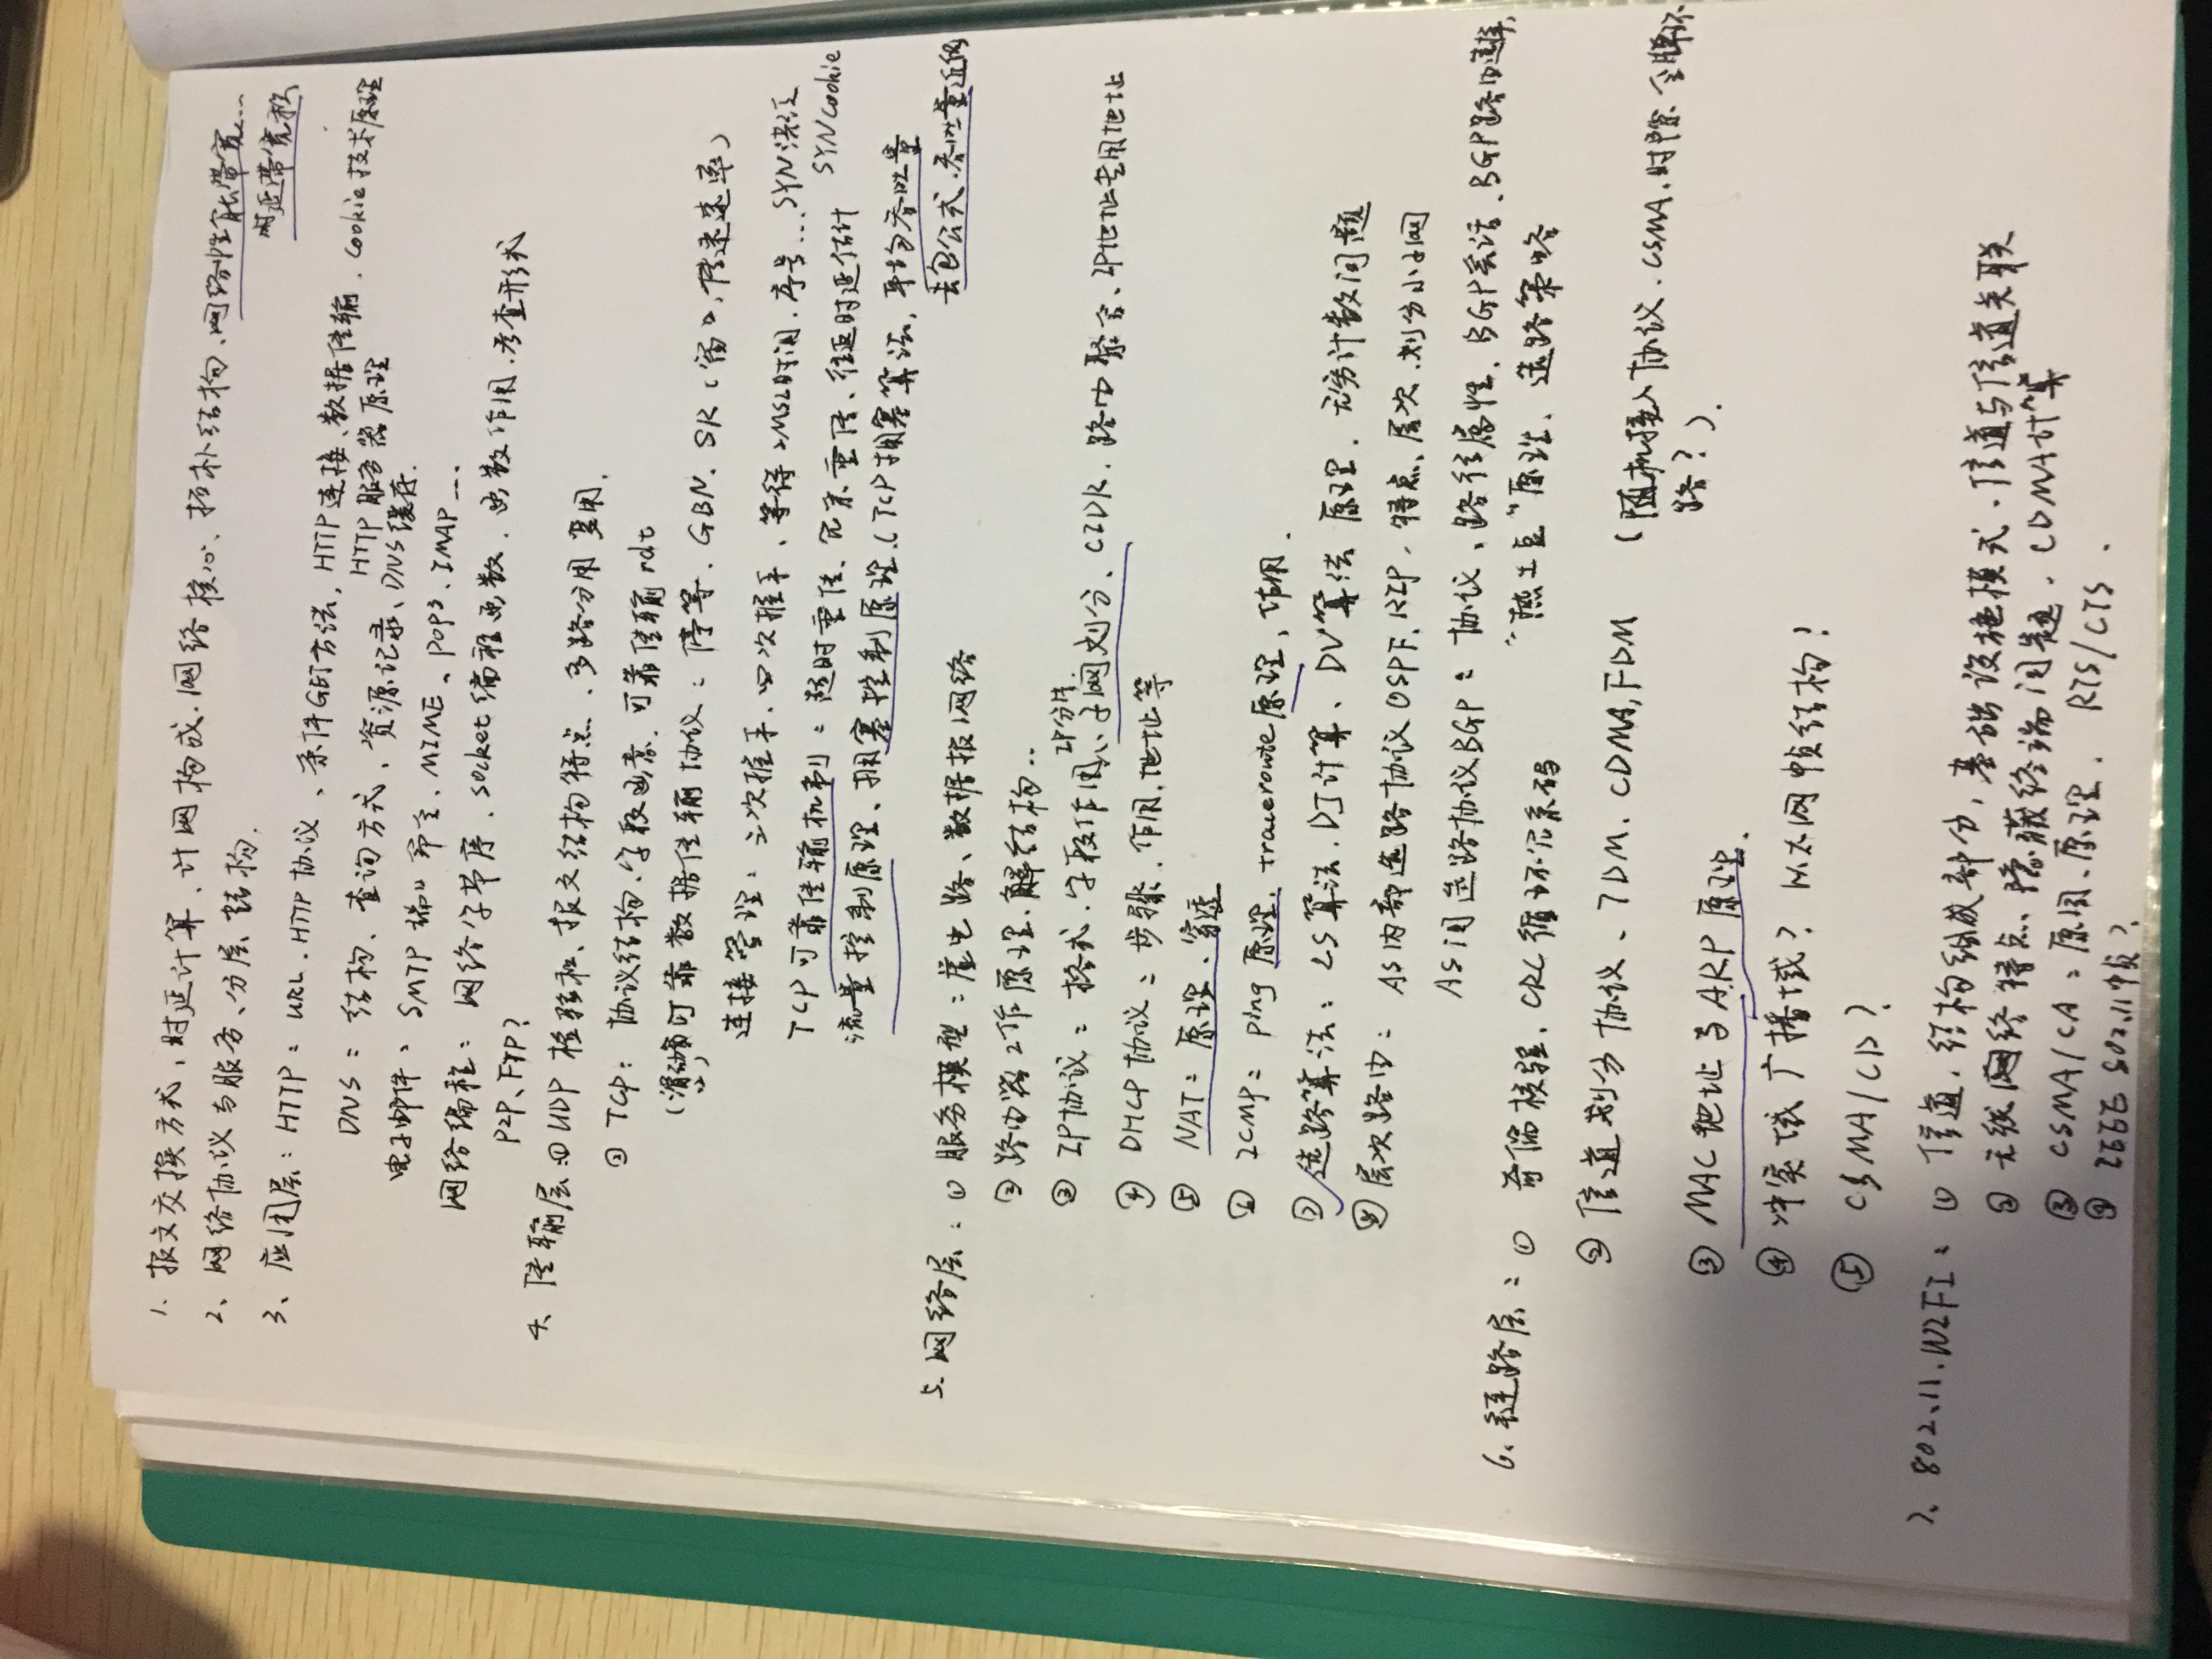 1、报文交换方式、时延计算、计网构成、网络核心、拓朴结构、网络性能带宽...
时延带宽积
2、网络协议与服务、分层结构.
3、应用层：HTTP：URL、HTTP协议、条件GET方法, HTTP连接、数据传输、cookie技术原理
HTTP服务器原理
DNS：结构、查询方式、资源记录、DNS缓存.
电子邮件：SMTP 端口 命令、MIME、POP3、IMAP...
网络编程：网络字节序、socket编程函数、函数作用、考查形式
P2P、FTP?
4、传输层：① UDP 检验和、报文结构特点、多路分用 复用.
② TCP：协议结构、字段函意、可靠传输rdt
(滑动窗口)可靠数据传输协议：停等、GBN、SR(窗口, 传速速率)
连接管理：三次握手、四次握手、等待2MSL时间、序号...SYN洪泛
SYN cookie
TCP可靠传输机制：超时重传、冗余重传、往返时延估计
流量控制原理、拥塞控制原理、(TCP拥塞算法, 平均吞吐量
丢包公式、吞吐量近似
5、网络层：① 服务模型：虚电路、数据报网络
② 路由器工作原理、解结构..
③ IP协议：格式、字段作用、子网划分、CIDR、路由聚合、IP地址专用地址
IP分片
④ DHCP协议：步骤、作用、地址等
⑤ NAT：原理、穿透
⑥ ICMP：ping原理、traceroute原理, 作用.
⑦ 选路算法：LS算法、DJ计算、DV算法 原理、无穷计数问题
⑧ 层次路由：AS内部选路协议OSPF、RIP、特点、层次、划分小子网
AS间选路协议BGP：协议、路径属性、BGP会话、BGP路由选择,
"热土豆"原理、选路策略
6、链路层：① 奇偶校验、CRC循环冗余码
② 信道划分协议、TDM、CDMA, FDM (随机接入协议、CSMA、时隙 令牌环
路?).
③ MAC地址与ARP原理.
④ 冲突域 广播域? 以太网帧结构?
⑤ CSMA/CD?
7、802.11、WIFI：① 信道、结构组成部分, 基础设施模式、信道与信道关联
② 无线网络特点、隐藏终端问题、CDMA计算
③ CSMA/CA：原因、原理、RTS/CTS.
④ IEEE 802.11帧?